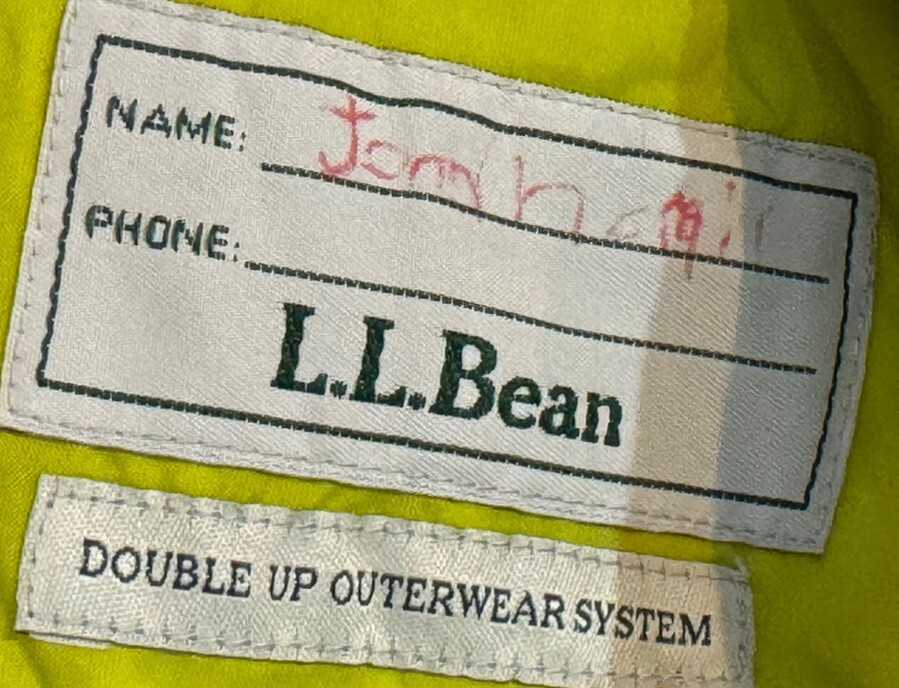 NAME:
PHONE:
L.L.Bean
DOUBLE UP OUTERWEAR SYSTEM